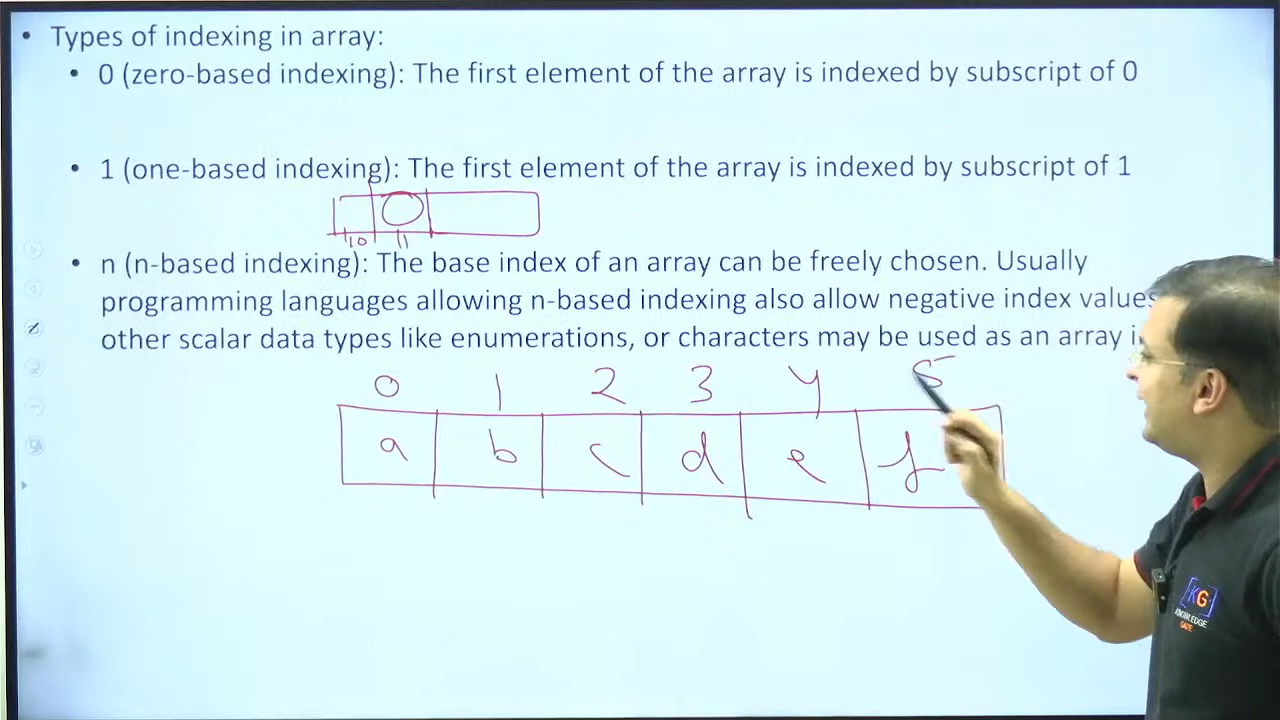 • Types of indexing in array:
• 0 (zero-based indexing): The first element of the array is indexed by subscript of 0
• 1 (one-based indexing): The first element of the array is indexed by subscript of 1
10 11
• n (n-based indexing): The base index of an array can be freely chosen. Usually
programming languages allowing n-based indexing also allow negative index values
other scalar data types like enumerations, or characters may be used as an array
0 1 2 3 4 5
a b c d e f
KG
KNOWLEDGE
GATE